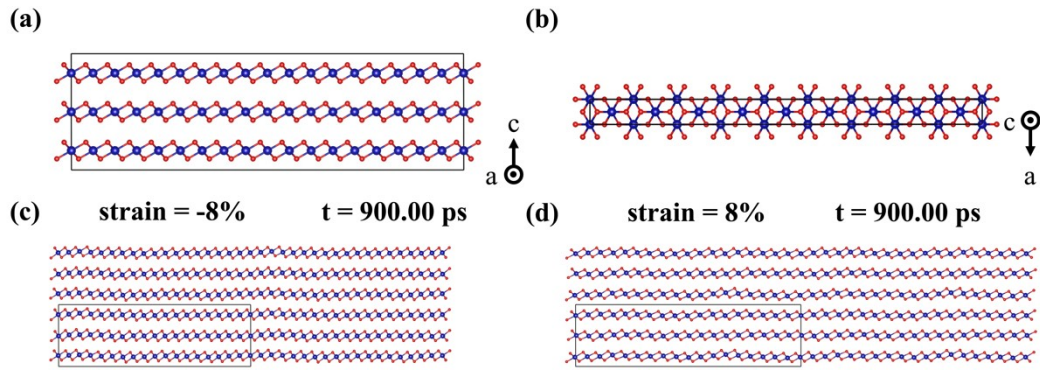 (a)
(b)
c
a
c
a
(c) strain = -8% t = 900.00 ps
(d) strain = 8% t = 900.00 ps